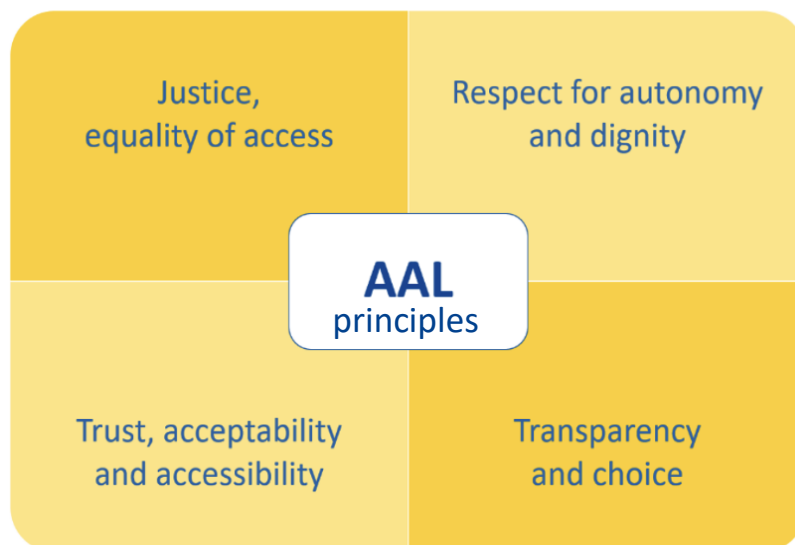 Justice,
equality of access
Respect for autonomy
and dignity
AAL
principles
Trust, acceptability
and accessibility
Transparency
and choice